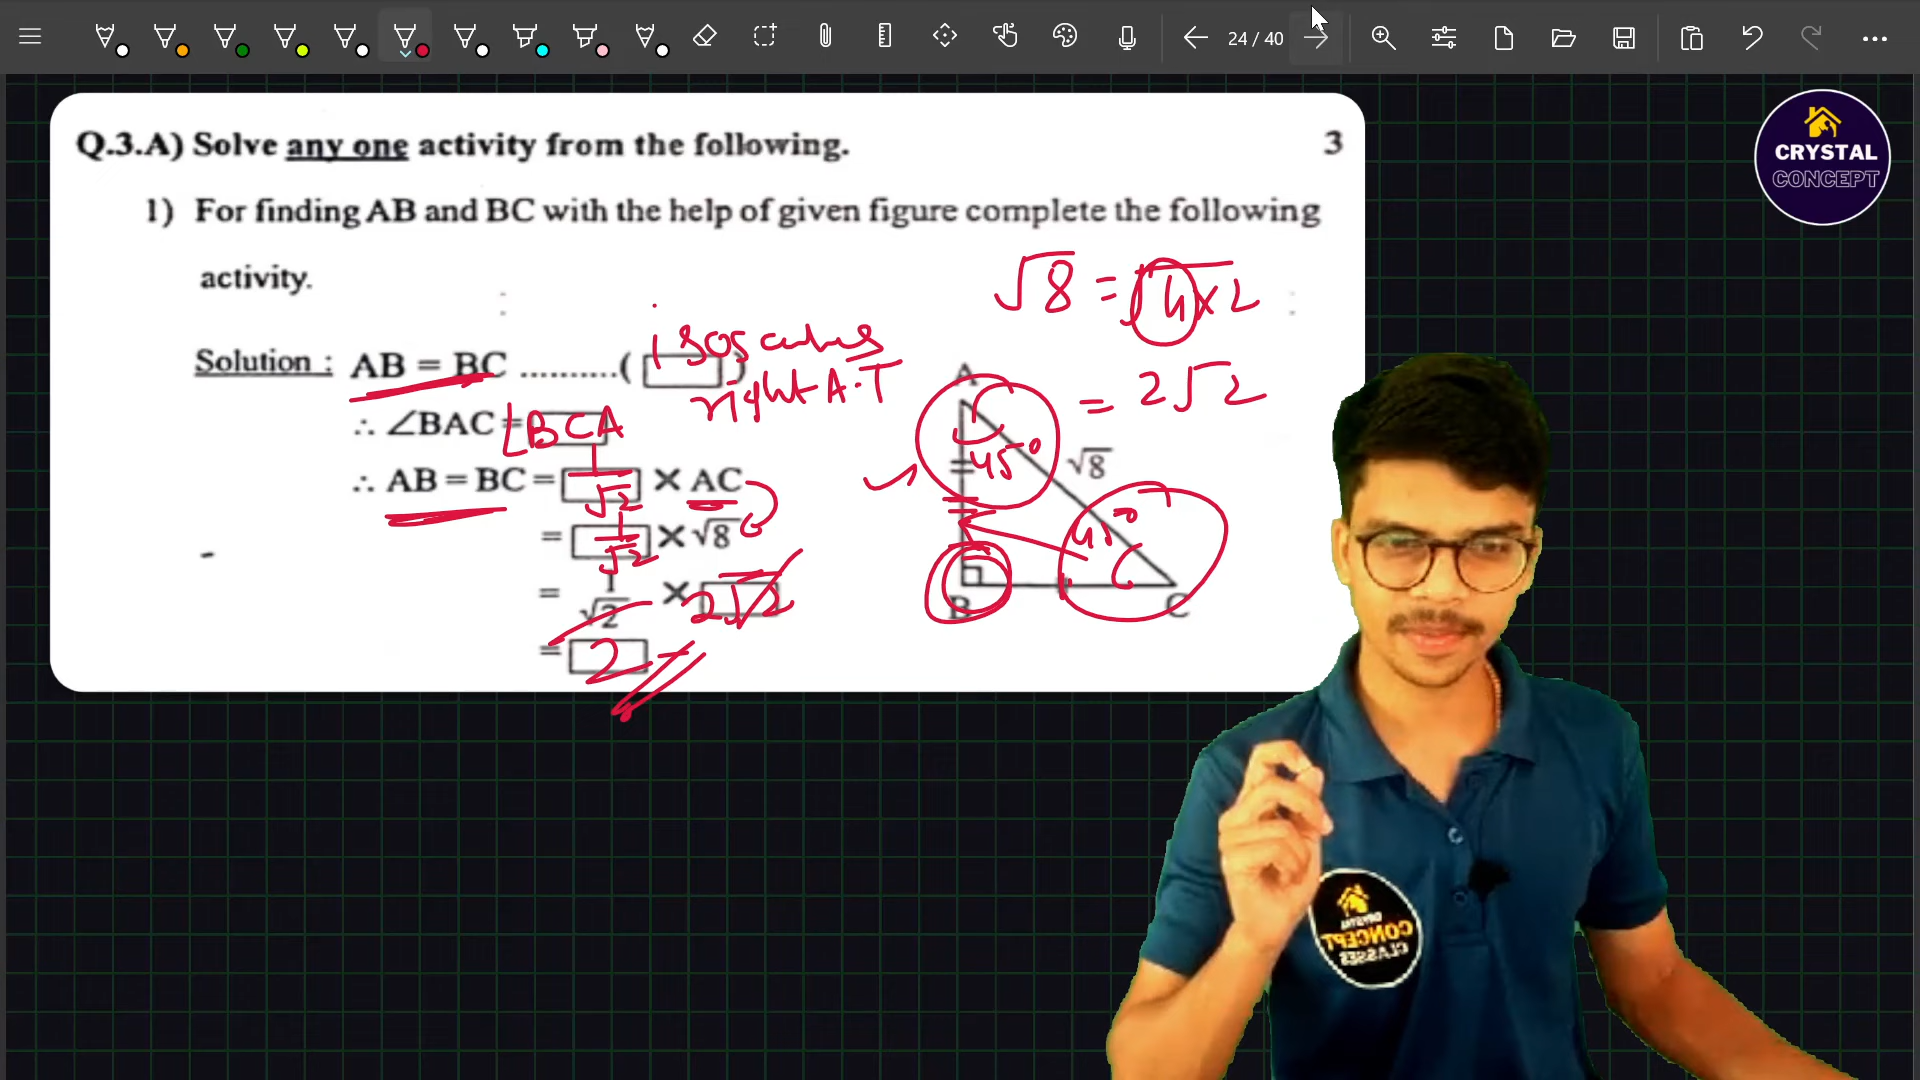 24 / 40
CRYSTAL
CONCEPT
Q.3.A) Solve any one activity from the following. 3
1) For finding AB and BC with the help of given figure complete the following
activity.
√8 = √4×2
= 2√2
Solution : AB = BC ..........( isosceles
right A.T )
∴ ∠BAC = ∠BCA
∴ AB = BC = 1/√2 × AC
= 1/√2 × √8
= 1/√2 × 2√2
= 2
A
45°
√8
45°
B
C
CONCEPT
CLASSES